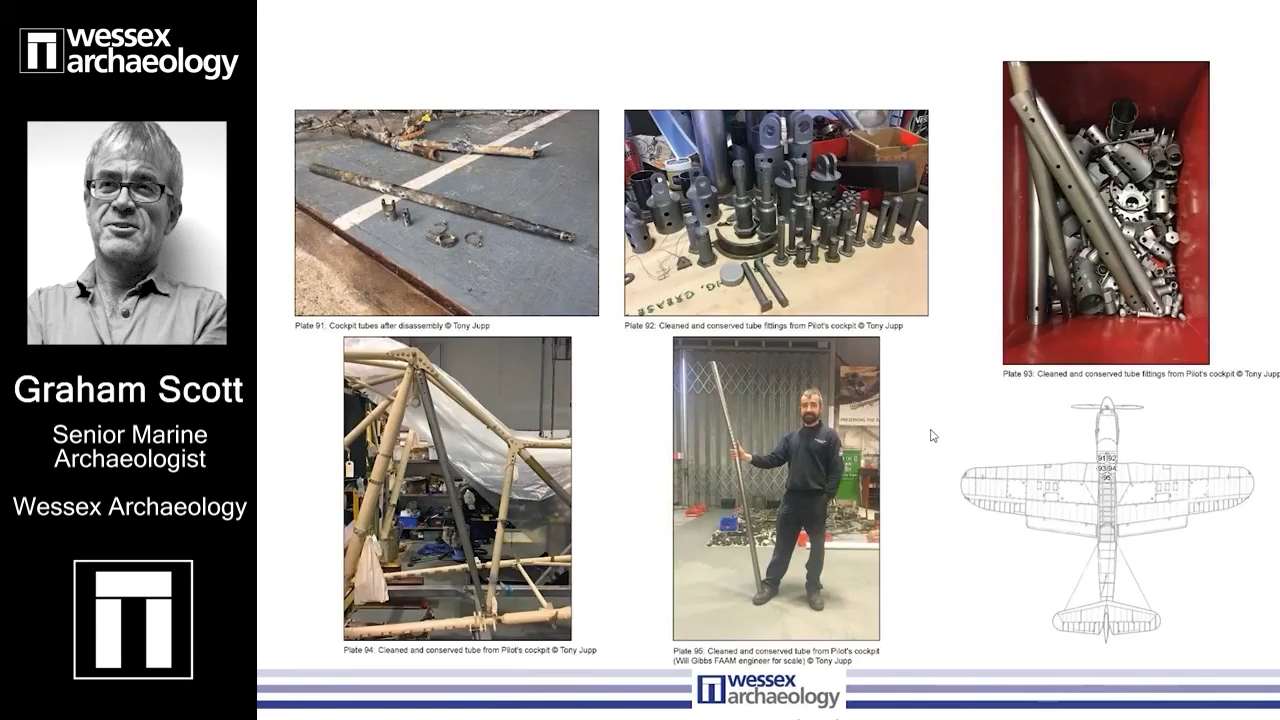 wessex
archaeology
Graham Scott
Senior Marine
Archaeologist
Wessex Archaeology
IG, GREASE
Plate 91: Cockpit tubes after disassembly © Tony Jupp
Plate 92: Cleaned and conserved tube fittings from Pilot's cockpit © Tony Jupp
Plate 93: Cleaned and conserved tube fittings from Pilot's cockpit © Tony Jupp
Plate 94: Cleaned and conserved tube from Pilot's cockpit © Tony Jupp
Plate 95: Cleaned and conserved tube from Pilot's cockpit
(Will Gibbs FAAM engineer for scale) © Tony Jupp
91 92
93 94
95
wessex
archaeology